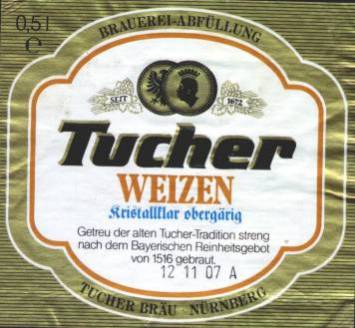 0,5 l
e
BRAUEREI-ABFÜLLUNG
SEIT 1672
Tucher
WEIZEN
Kristallklar obergärig
Getreu der alten Tucher-Tradition streng
nach dem Bayerischen Reinheitsgebot
von 1516 gebraut.
12 11 07 A
TUCHER BRÄU · NÜRNBERG